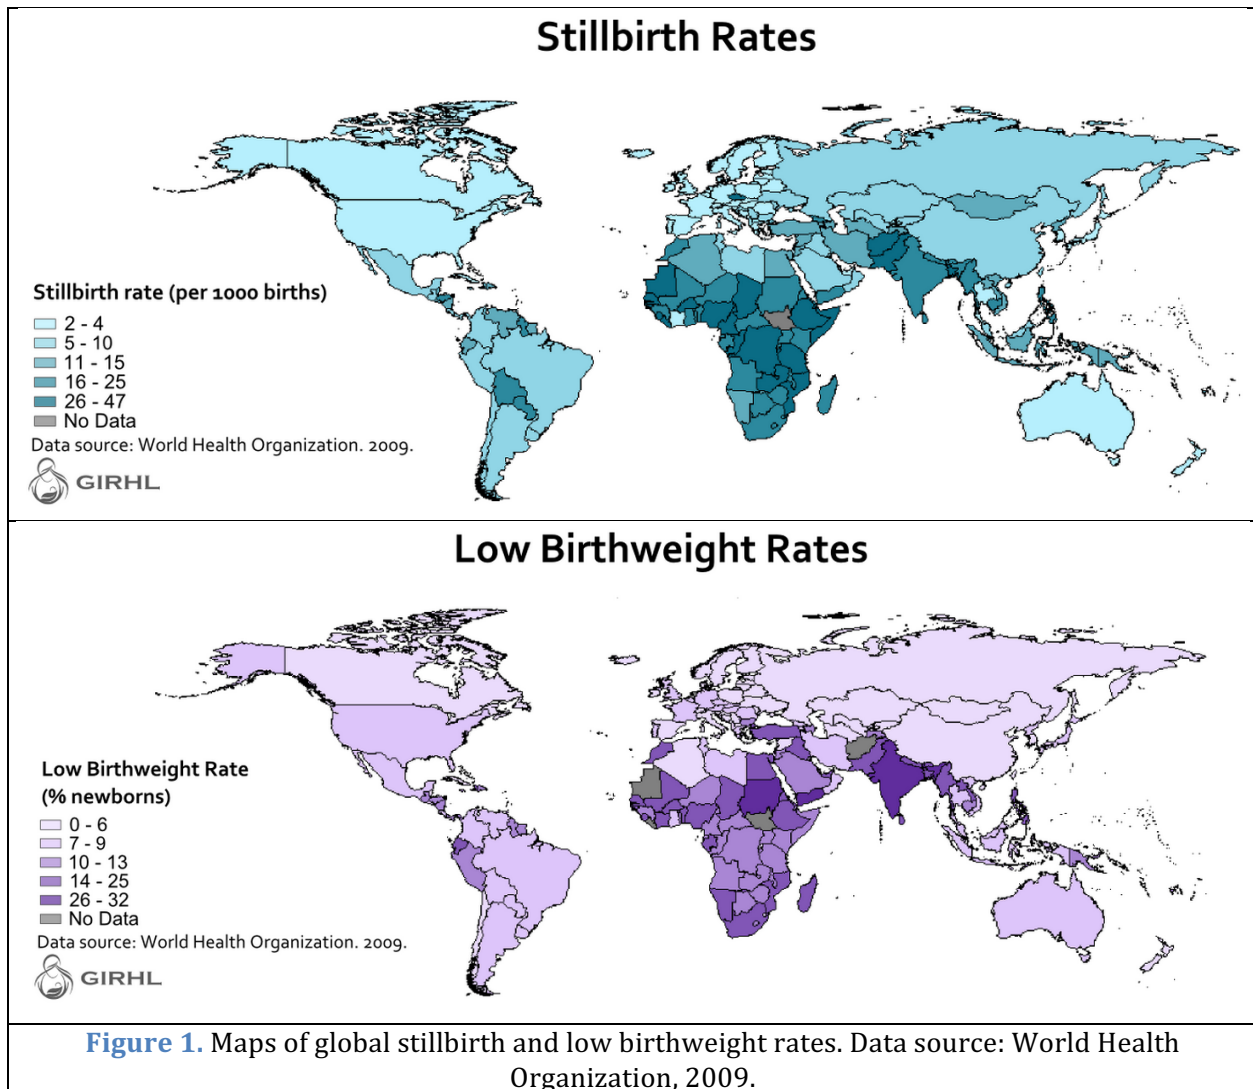 Stillbirth Rates
Stillbirth rate (per 1000 births)
2 - 4
5 - 10
11 - 15
16 - 25
26 - 47
No Data
Data source: World Health Organization. 2009.
GIRHL
Low Birthweight Rates
Low Birthweight Rate
(% newborns)
0 - 6
7 - 9
10 - 13
14 - 25
26 - 32
No Data
Data source: World Health Organization. 2009.
GIRHL
Figure 1. Maps of global stillbirth and low birthweight rates. Data source: World Health
Organization, 2009.